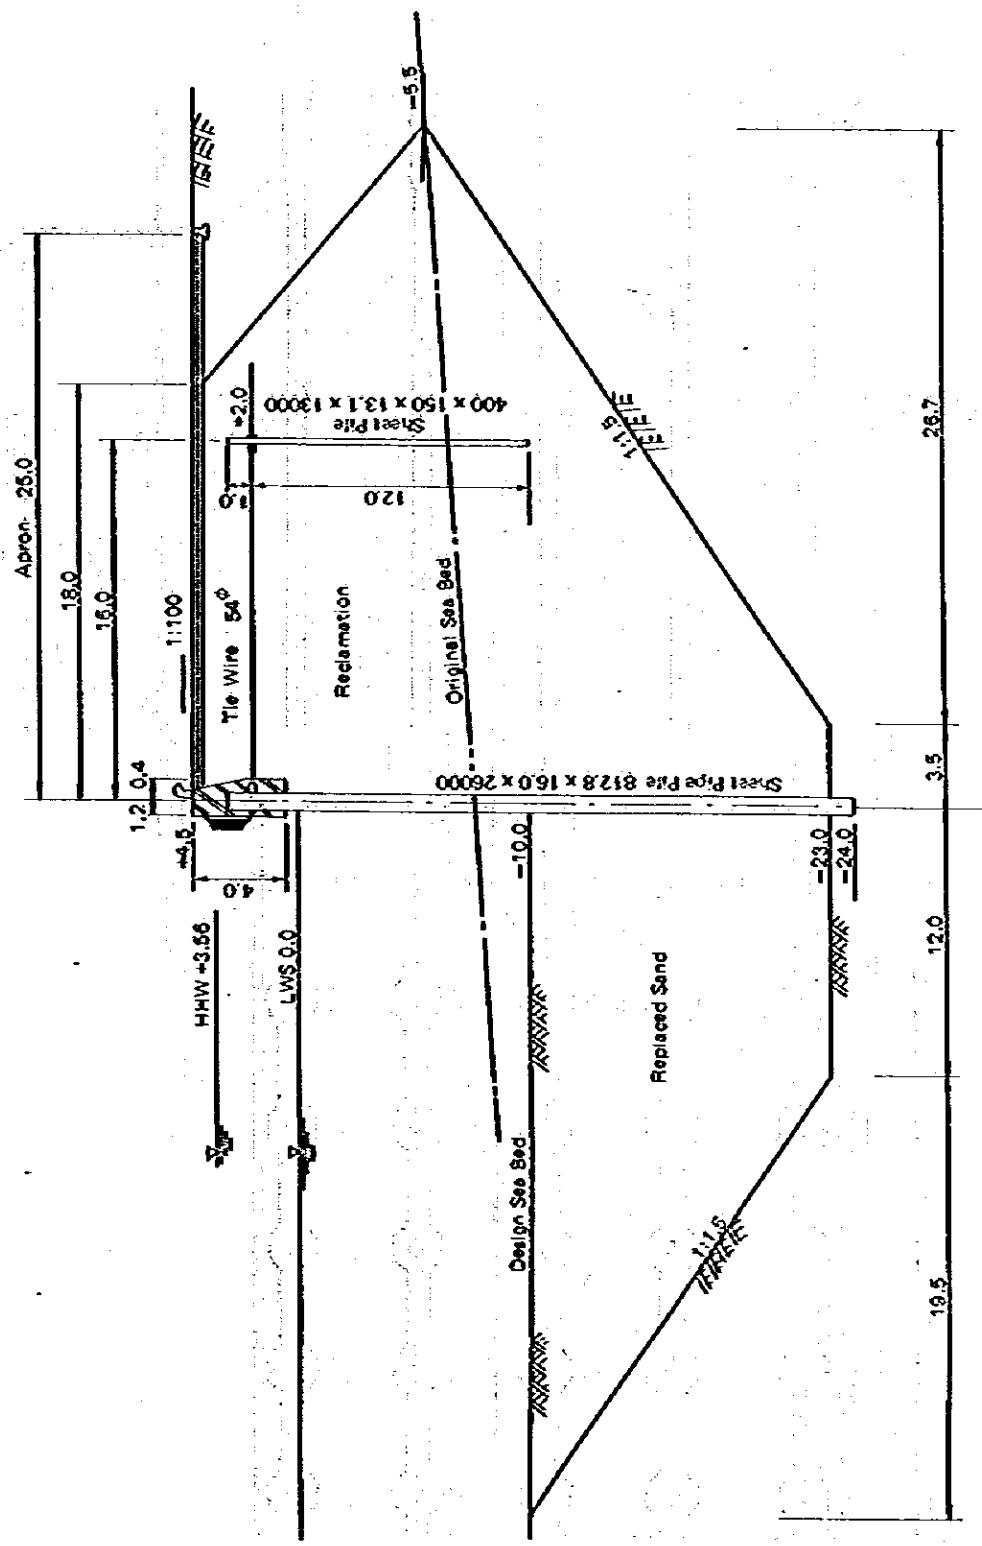 Apron 25.0
18.0
16.0
1:100
1.2
0.4
+4.5
4.0
HHW +3.56
LWS 0.0
Tie Wire 54φ
+2.0
1.0
12.0
Sheet Pile
400 x 150 x 13.1 x 13000
Reclamation
Original Sea Bed
-5.5
Sheet Pipe Pile 812.8 x 16.0 x 26000
-10.0
Design Sea Bed
Replaced Sand
1:1.5
1:1.5
-23.0
-24.0
19.5
12.0
3.5
26.7